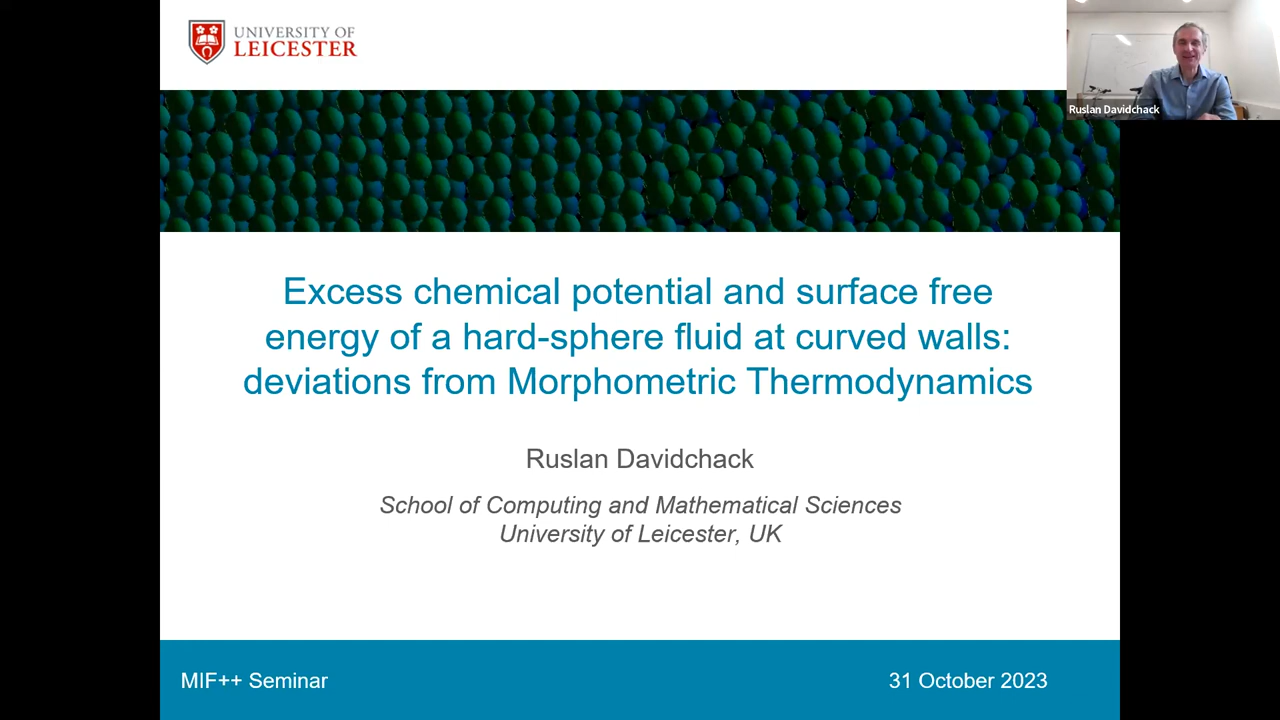 UNIVERSITY OF
LEICESTER
Ruslan Davidchack
Excess chemical potential and surface free
energy of a hard-sphere fluid at curved walls:
deviations from Morphometric Thermodynamics
Ruslan Davidchack
School of Computing and Mathematical Sciences
University of Leicester, UK
MIF++ Seminar
31 October 2023